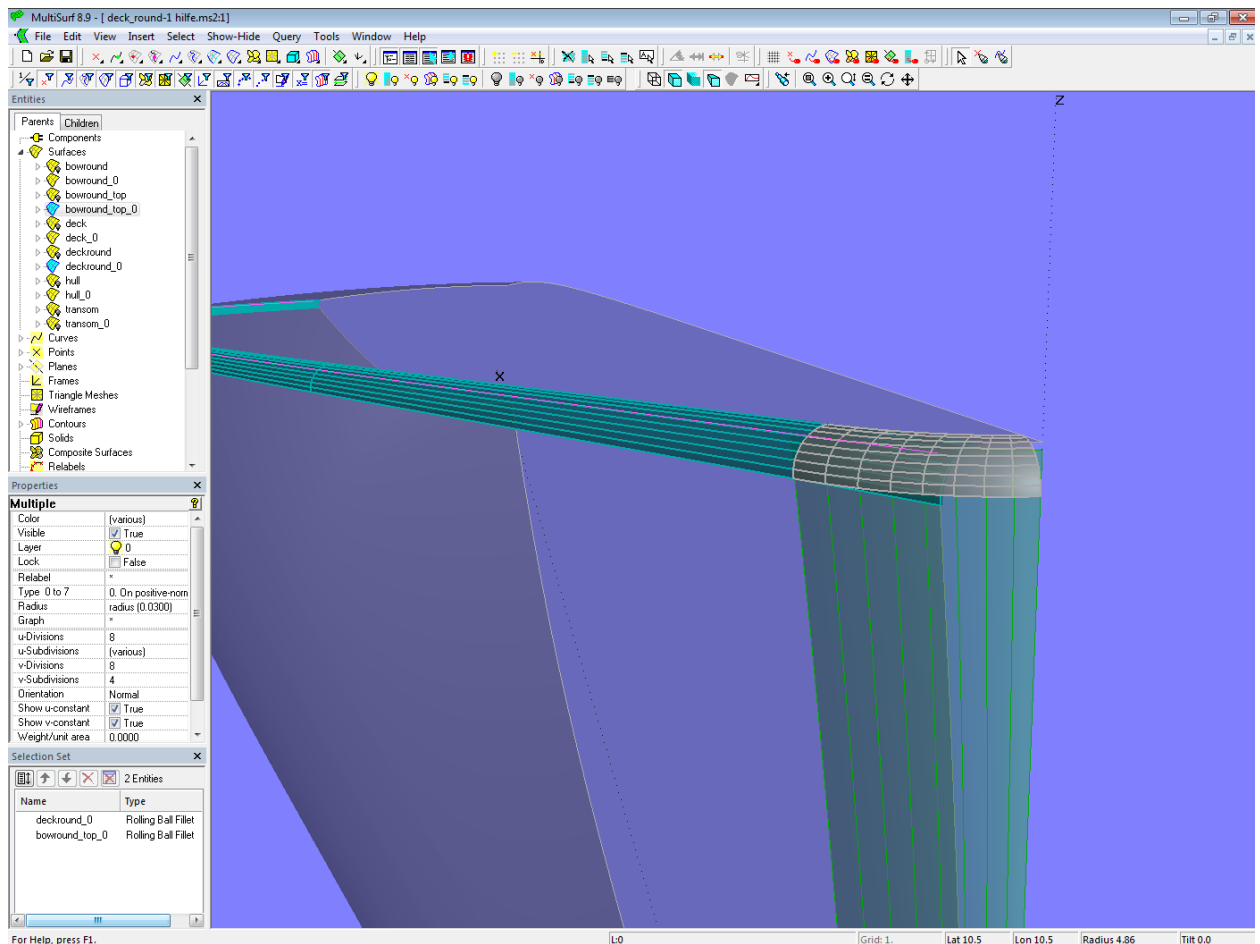 MultiSurf 8.9 - [ deck_round-1 hilfe.ms2:1]
File Edit View Insert Select Show-Hide Query Tools Window Help
Entities
Parents Children
Components
Surfaces
bowround
bowround_0
bowround_top
bowround_top_0
deck
deck_0
deckround
deckround_0
hull
hull_0
transom
transom_0
Curves
Points
Planes
Frames
Triangle Meshes
Wireframes
Contours
Solids
Composite Surfaces
Relabels
Properties
Multiple
Color (various)
Visible True
Layer 0
Lock False
Relabel *
Type 0 to 7 0. On positive-norn
Radius radius (0.0300)
Graph *
u-Divisions 8
u-Subdivisions (various)
v-Divisions 8
v-Subdivisions 4
Orientation Normal
Show u-constant True
Show v-constant True
Weight/unit area 0.0000
Selection Set
2 Entities
Name Type
deckround_0 Rolling Ball Fillet
bowround_top_0 Rolling Ball Fillet
Z
X
For Help, press F1. L:0 Grid: 1. Lat 10.5 Lon 10.5 Radius 4.86 Tilt 0.0